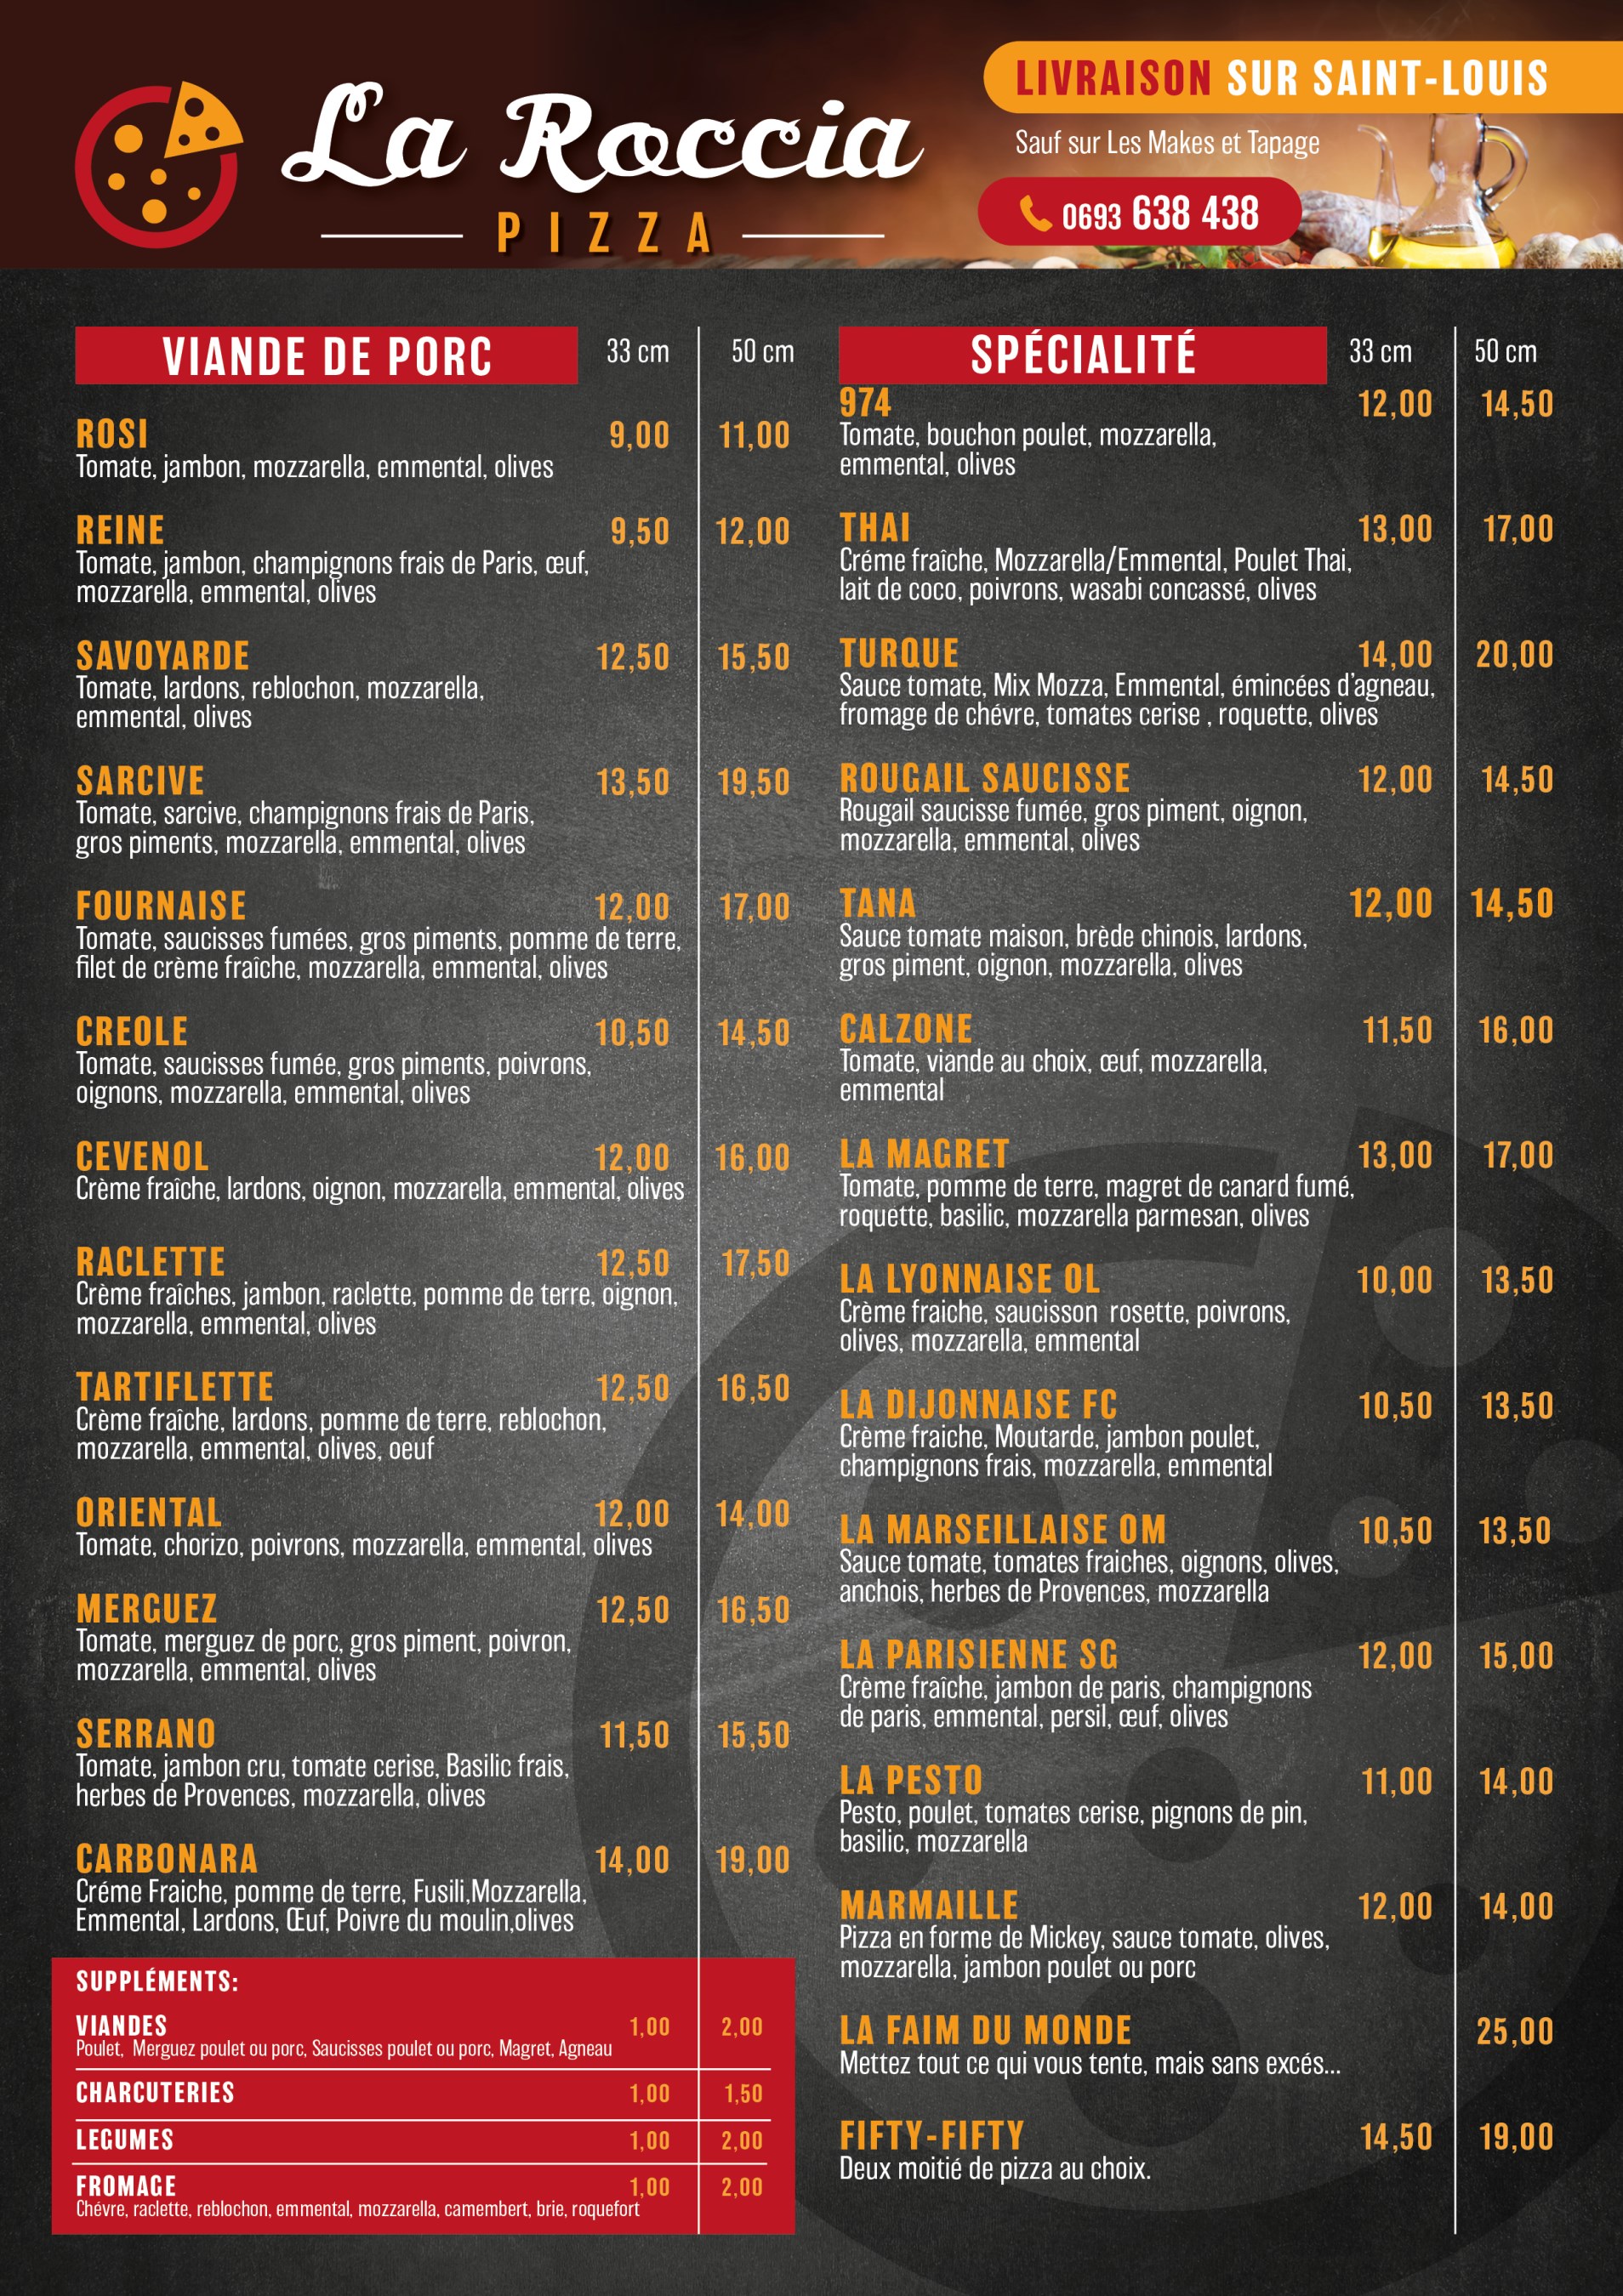 La Roccia
PIZZA
LIVRAISON SUR SAINT-LOUIS
Sauf sur Les Makes et Tapage
0693 638 438
VIANDE DE PORC 33 cm 50 cm
ROSI 9,00 11,00
Tomate, jambon, mozzarella, emmental, olives
REINE 9,50 12,00
Tomate, jambon, champignons frais de Paris, œuf,
mozzarella, emmental, olives
SAVOYARDE 12,50 15,50
Tomate, lardons, reblochon, mozzarella,
emmental, olives
SARCIVE 13,50 19,50
Tomate, sarcive, champignons frais de Paris,
gros piments, mozzarella, emmental, olives
FOURNAISE 12,00 17,00
Tomate, saucisses fumées, gros piments, pomme de terre,
filet de crème fraîche, mozzarella, emmental, olives
CREOLE 10,50 14,50
Tomate, saucisses fumée, gros piments, poivrons,
oignons, mozzarella, emmental, olives
CEVENOL 12,00 16,00
Crème fraîche, lardons, oignon, mozzarella, emmental, olives
RACLETTE 12,50 17,50
Crème fraîches, jambon, raclette, pomme de terre, oignon,
mozzarella, emmental, olives
TARTIFLETTE 12,50 16,50
Crème fraîche, lardons, pomme de terre, reblochon,
mozzarella, emmental, olives, oeuf
ORIENTAL 12,00 14,00
Tomate, chorizo, poivrons, mozzarella, emmental, olives
MERGUEZ 12,50 16,50
Tomate, merguez de porc, gros piment, poivron,
mozzarella, emmental, olives
SERRANO 11,50 15,50
Tomate, jambon cru, tomate cerise, Basilic frais,
herbes de Provences, mozzarella, olives
CARBONARA 14,00 19,00
Créme Fraiche, pomme de terre, Fusili,Mozzarella,
Emmental, Lardons, Œuf, Poivre du moulin,olives
SUPPLÉMENTS:
VIANDES 1,00 2,00
Poulet, Merguez poulet ou porc, Saucisses poulet ou porc, Magret, Agneau
CHARCUTERIES 1,00 1,50
LEGUMES 1,00 2,00
FROMAGE 1,00 2,00
Chévre, raclette, reblochon, emmental, mozzarella, camembert, brie, roquefort
SPÉCIALITÉ 33 cm 50 cm
974 12,00 14,50
Tomate, bouchon poulet, mozzarella,
emmental, olives
THAI 13,00 17,00
Créme fraîche, Mozzarella/Emmental, Poulet Thai,
lait de coco, poivrons, wasabi concassé, olives
TURQUE 14,00 20,00
Sauce tomate, Mix Mozza, Emmental, émincées d'agneau,
fromage de chévre, tomates cerise , roquette, olives
ROUGAIL SAUCISSE 12,00 14,50
Rougail saucisse fumée, gros piment, oignon,
mozzarella, emmental, olives
TANA 12,00 14,50
Sauce tomate maison, brède chinois, lardons,
gros piment, oignon, mozzarella, olives
CALZONE 11,50 16,00
Tomate, viande au choix, œuf, mozzarella,
emmental
LA MAGRET 13,00 17,00
Tomate, pomme de terre, magret de canard fumé,
roquette, basilic, mozzarella parmesan, olives
LA LYONNAISE OL 10,00 13,50
Crème fraiche, saucisson rosette, poivrons,
olives, mozzarella, emmental
LA DIJONNAISE FC 10,50 13,50
Crème fraiche, Moutarde, jambon poulet,
champignons frais, mozzarella, emmental
LA MARSEILLAISE OM 10,50 13,50
Sauce tomate, tomates fraiches, oignons, olives,
anchois, herbes de Provences, mozzarella
LA PARISIENNE SG 12,00 15,00
Crème fraîche, jambon de paris, champignons
de paris, emmental, persil, œuf, olives
LA PESTO 11,00 14,00
Pesto, poulet, tomates cerise, pignons de pin,
basilic, mozzarella
MARMAILLE 12,00 14,00
Pizza en forme de Mickey, sauce tomate, olives,
mozzarella, jambon poulet ou porc
LA FAIM DU MONDE 25,00
Mettez tout ce qui vous tente, mais sans excés...
FIFTY-FIFTY 14,50 19,00
Deux moitié de pizza au choix.